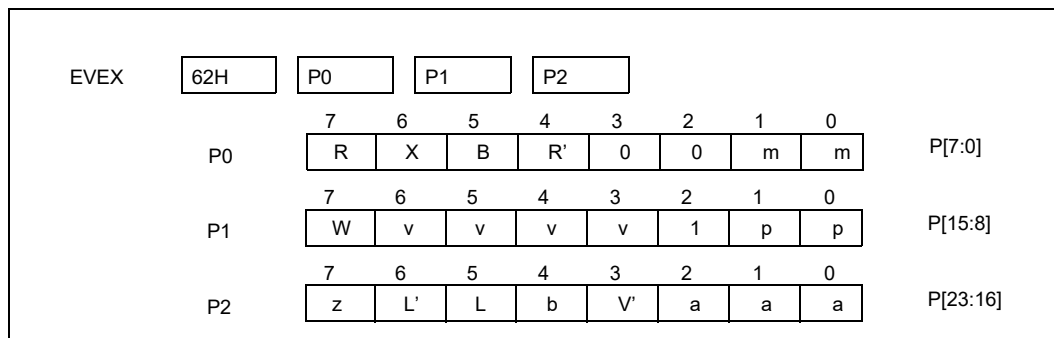 EVEX 62H P0 P1 P2
7 6 5 4 3 2 1 0
P0 R X B R’ 0 0 m m P[7:0]
7 6 5 4 3 2 1 0
P1 W v v v v 1 p p P[15:8]
7 6 5 4 3 2 1 0
P2 z L’ L b V’ a a a P[23:16]